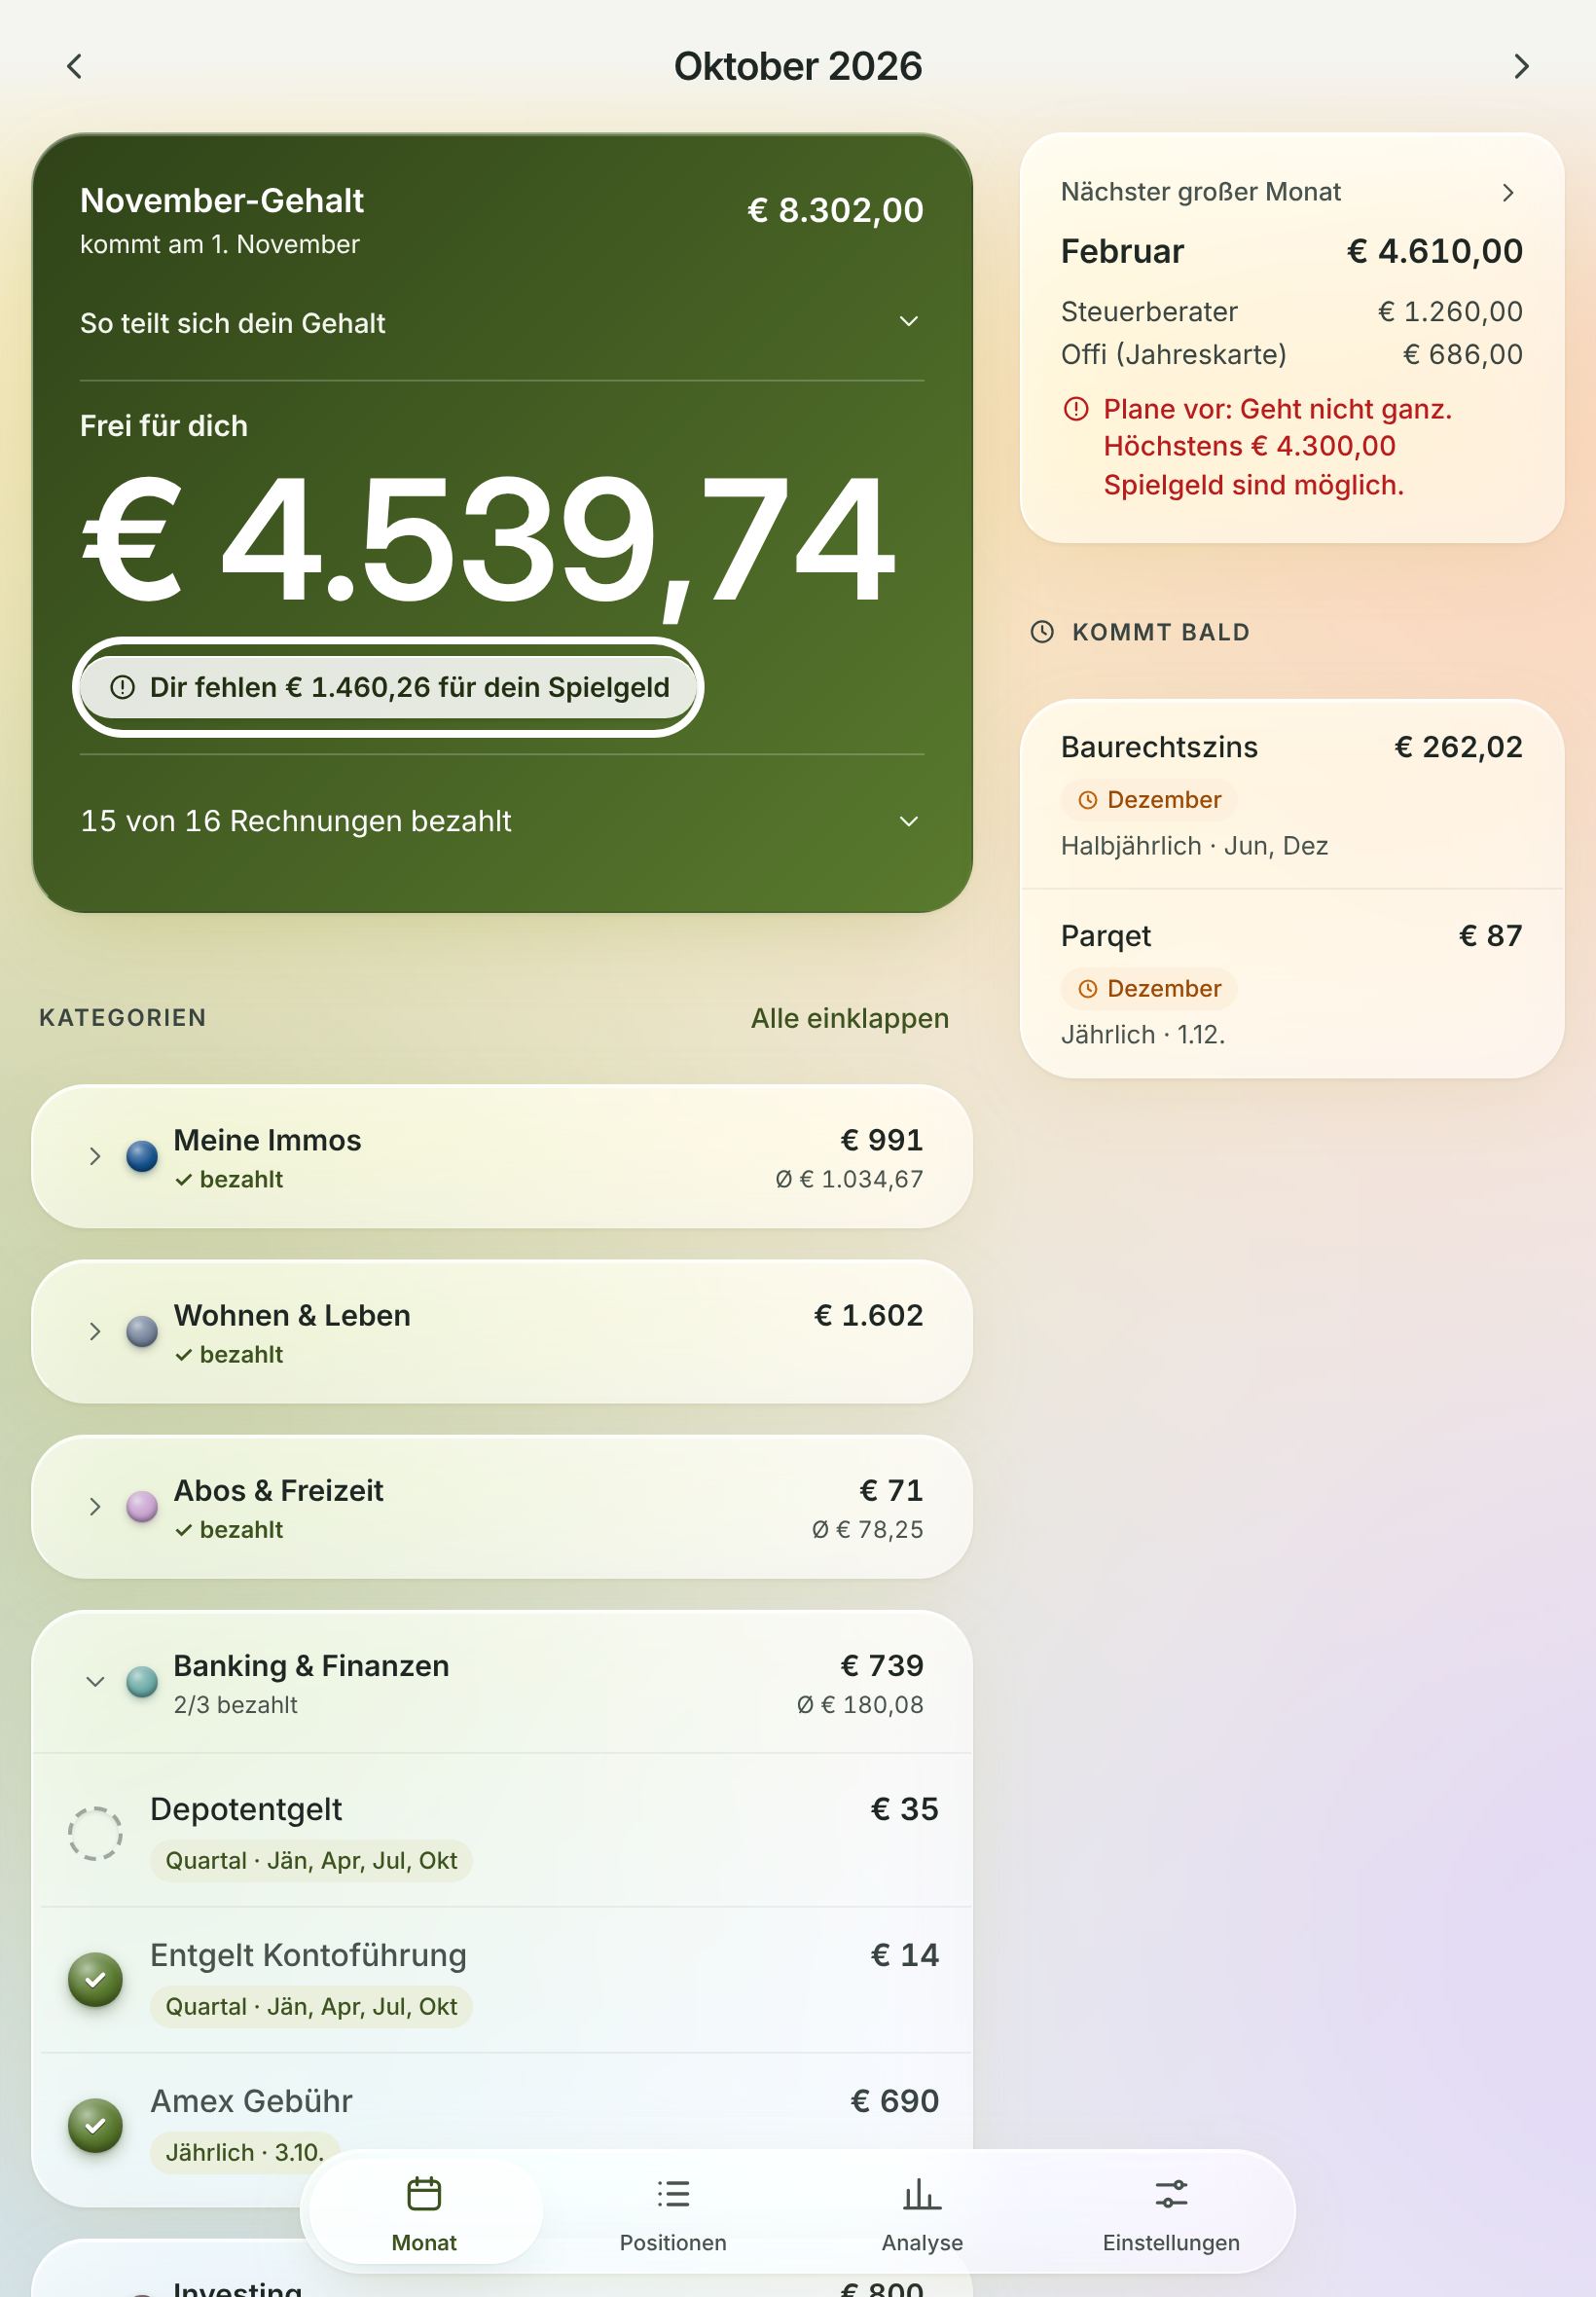 Oktober 2026
November-Gehalt
€ 8.302,00
kommt am 1. November
So teilt sich dein Gehalt
Frei für dich
€ 4.539,74
Dir fehlen € 1.460,26 für dein Spielgeld
15 von 16 Rechnungen bezahlt
Nächster großer Monat
Februar € 4.610,00
Steuerberater € 1.260,00
Offi (Jahreskarte) € 686,00
Plane vor: Geht nicht ganz.
Höchstens € 4.300,00
Spielgeld sind möglich.
KOMMT BALD
Baurechtszins € 262,02
Dezember
Halbjährlich · Jun, Dez
Parqet € 87
Dezember
Jährlich · 1.12.
KATEGORIEN Alle einklappen
Meine Immos € 991
✓ bezahlt Ø € 1.034,67
Wohnen & Leben € 1.602
✓ bezahlt
Abos & Freizeit € 71
✓ bezahlt Ø € 78,25
Banking & Finanzen € 739
2/3 bezahlt Ø € 180,08
Depotentgelt € 35
Quartal · Jän, Apr, Jul, Okt
Entgelt Kontoführung € 14
Quartal · Jän, Apr, Jul, Okt
Amex Gebühr € 690
Jährlich · 3.10.
Investing € 800
Monat Positionen Analyse Einstellungen